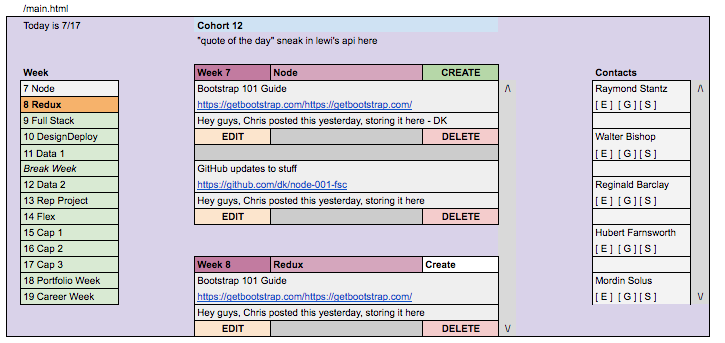 /main.html
Today is 7/17
Cohort 12
"quote of the day" sneak in lewi's api here
Week
7 Node
8 Redux
9 Full Stack
10 DesignDeploy
11 Data 1
Break Week
12 Data 2
13 Rep Project
14 Flex
15 Cap 1
16 Cap 2
17 Cap 3
18 Portfolio Week
19 Career Week
Week 7 Node CREATE
Bootstrap 101 Guide
https://getbootstrap.com/https://getbootstrap.com/
Hey guys, Chris posted this yesterday, storing it here - DK
EDIT DELETE
GitHub updates to stuff
https://github.com/dk/node-001-fsc
Hey guys, Chris posted this yesterday, storing it here
EDIT DELETE
Week 8 Redux Create
Bootstrap 101 Guide
https://getbootstrap.com/https://getbootstrap.com/
Hey guys, Chris posted this yesterday, storing it here
EDIT DELETE
/\
\/
Contacts
Raymond Stantz
[ E ] [ G ] [ S ]
Walter Bishop
[ E ] [ G ] [ S ]
Reginald Barclay
[ E ] [ G ] [ S ]
Hubert Farnsworth
[ E ] [ G ] [ S ]
Mordin Solus
[ E ] [ G ] [ S ]
/\
\/